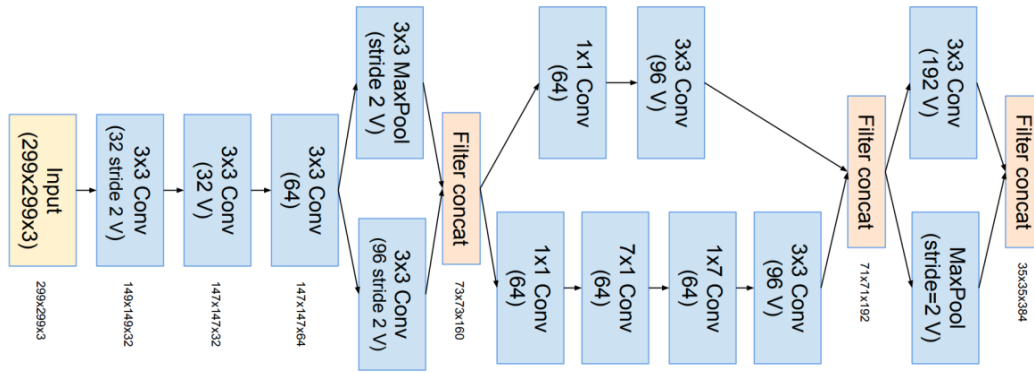 Input
(299x299x3)
299x299x3
3x3 Conv
(32 stride 2 V)
149x149x32
3x3 Conv
(32 V)
147x147x32
3x3 Conv
(64)
147x147x64
3x3 MaxPool
(stride 2 V)
3x3 Conv
(96 stride 2 V)
Filter concat
73x73x160
1x1 Conv
(64)
3x3 Conv
(96 V)
1x1 Conv
(64)
7x1 Conv
(64)
1x7 Conv
(64)
3x3 Conv
(96 V)
Filter concat
71x71x192
3x3 Conv
(192 V)
MaxPool
(stride=2 V)
Filter concat
35x35x384